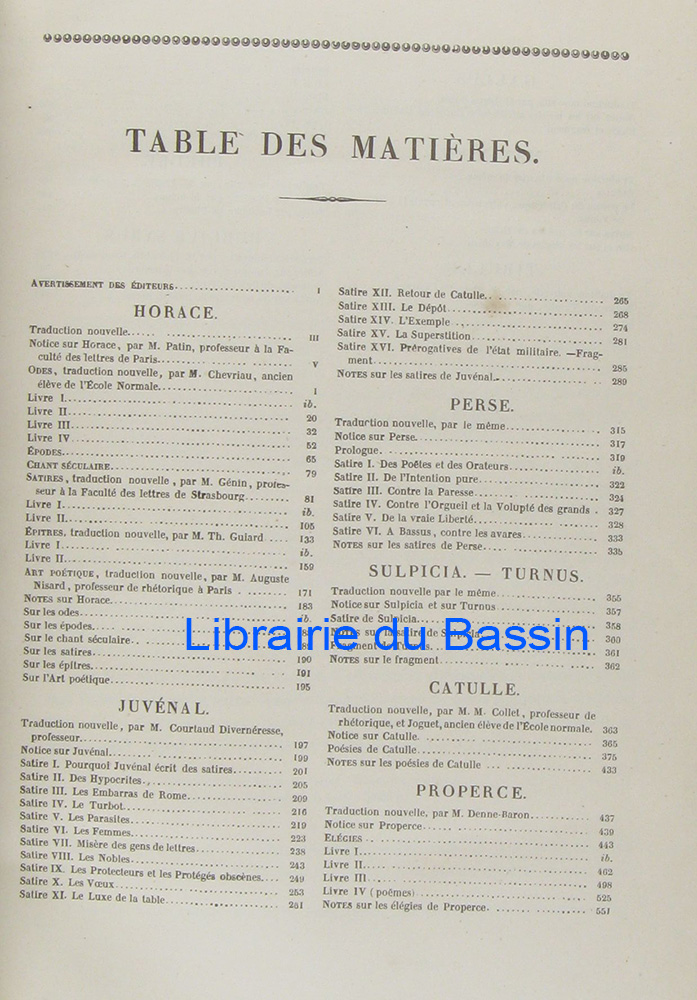 TABLE DES MATIÈRES.
AVERTISSEMENT DES ÉDITEURS. I
HORACE.
Traduction nouvelle. III
Notice sur Horace, par M. Patin, professeur à la Fa-
culté des lettres de Paris. V
ODES, traduction nouvelle, par M. Chevriau, ancien
élève de l'École Normale. 1
Livre I. ib.
Livre II. 20
Livre III. 32
Livre IV. 52
ÉPODES. 65
CHANT SÉCULAIRE. 79
SATIRES, traduction nouvelle, par M. Génin, profes-
seur à la Faculté des lettres de Strasbourg. 81
Livre I. ib.
Livre II. 105
ÉPITRES, traduction nouvelle, par M. Th. Guiard 133
Livre I. ib.
Livre II. 159
ART POÉTIQUE, traduction nouvelle, par M. Auguste
Nisard, professeur de rhétorique à Paris . 171
NOTES sur Horace. 183
Sur les odes. ib.
Sur les épodes.
Sur le chant séculaire.
Sur les satires. 190
Sur les épîtres. 191
Sur l'Art poétique. 195
JUVÉNAL.
Traduction nouvelle, par M. Courtaud Divernéresse,
professeur. 197
Notice sur Juvénal. 199
Satire I. Pourquoi Juvénal écrit des satires. 201
Satire II. Des Hypocrites. 205
Satire III. Les Embarras de Rome. 209
Satire IV. Le Turbot. 216
Satire V. Les Parasites. 219
Satire VI. Les Femmes. 223
Satire VII. Misère des gens de lettres. 238
Satire VIII. Les Nobles. 243
Satire IX. Les Protecteurs et les Protégés obscènes. 249
Satire X. Les Vœux. 253
Satire XI. Le Luxe de la table. 261
Satire XII. Retour de Catulle. 265
Satire XIII. Le Dépôt. 268
Satire XIV. L'Exemple . 274
Satire XV. La Superstition. 281
Satire XVI. Prérogatives de l'état militaire. —Frag-
ment. 285
NOTES sur les satires de Juvénal. 289
PERSE.
Traduction nouvelle, par le même. 315
Notice sur Perse. 317
Prologue. 319
Satire I. Des Poëtes et des Orateurs. ib.
Satire II. De l'Intention pure. 322
Satire III. Contre la Paresse. 324
Satire IV. Contre l'Orgueil et la Volupté des grands . 327
Satire V. De la vraie Liberté. 328
Satire VI. A Bassus, contre les avares. 333
NOTES sur les satires de Perse. 335
SULPICIA. — TURNUS.
Traduction nouvelle par le même. 355
Notice sur Sulpicia et sur Turnus. 357
Satire de Sulpicia. 358
NOTES sur la satire de Sulpicia. 360
Fragment de Turnus. 361
NOTES sur le fragment. 362
CATULLE.
Traduction nouvelle, par M. M. Collet, professeur de
rhétorique, et Joguet, ancien élève de l'École normale. 363
Notice sur Catulle. 365
Poésies de Catulle. 375
NOTES sur les poésies de Catulle 433
PROPERCE.
Traduction nouvelle, par M. Denne-Baron. 437
Notice sur Properce. 439
ÉLÉGIES. 443
Livre I. ib.
Livre II. 462
Livre III. 498
Livre IV (poëmes). 525
NOTES sur les élégies de Properce. 551
Librairie du Bassin